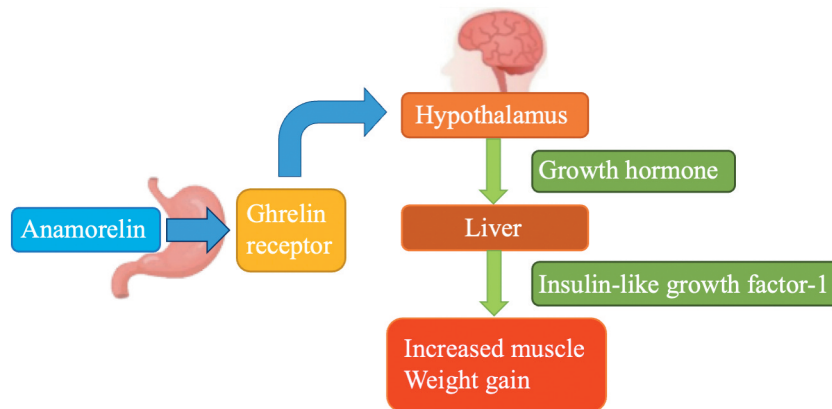 Hypothalamus
Growth hormone
Anamorelin
Ghrelin
receptor
Liver
Insulin-like growth factor-1
Increased muscle
Weight gain